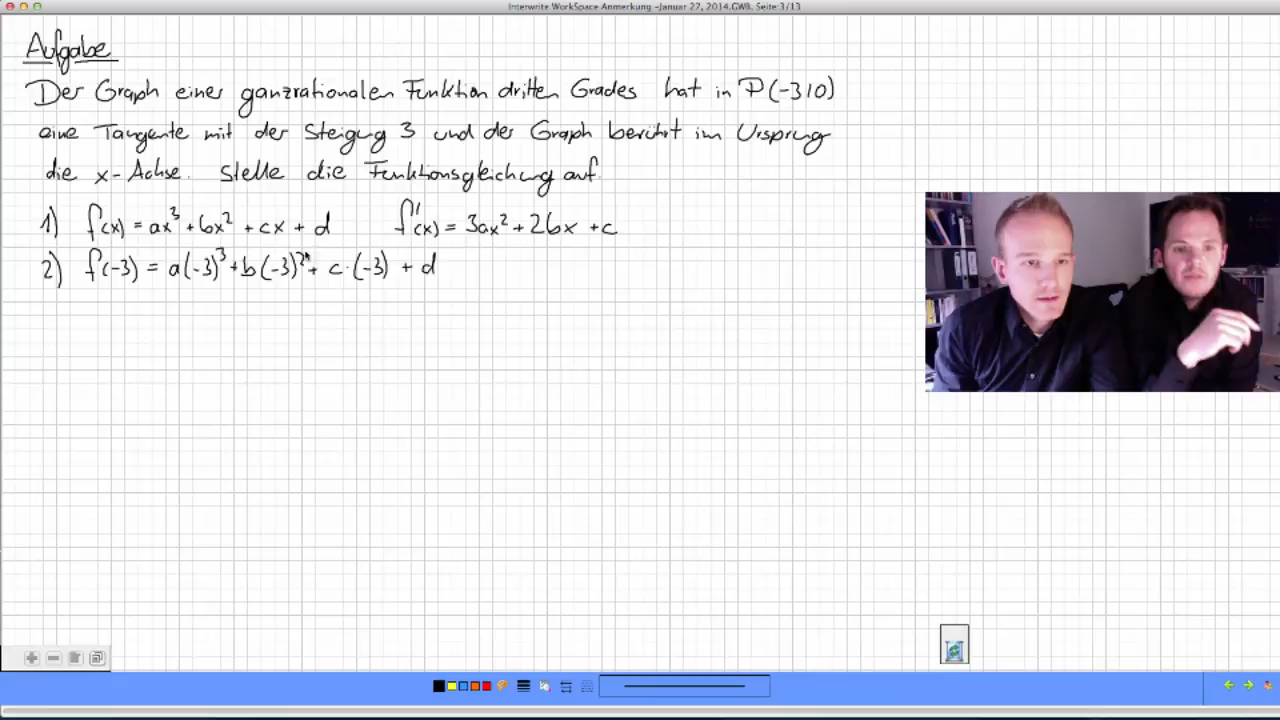 Interwrite WorkSpace Anmerkung -Januar 27, 2014.GWB. Seite:3/13
Aufgabe
Der Graph einer ganzrationalen Funktion dritten Grades hat in P(-3|0)
eine Tangente mit der Steigung 3 und der Graph berührt im Ursprung
die x-Achse. Stelle die Funktionsgleichung auf.
1) f(x) = ax³ + bx² + cx + d f'(x) = 3ax² + 2bx + c
2) f(-3) = a(-3)³ + b(-3)² + c·(-3) + d